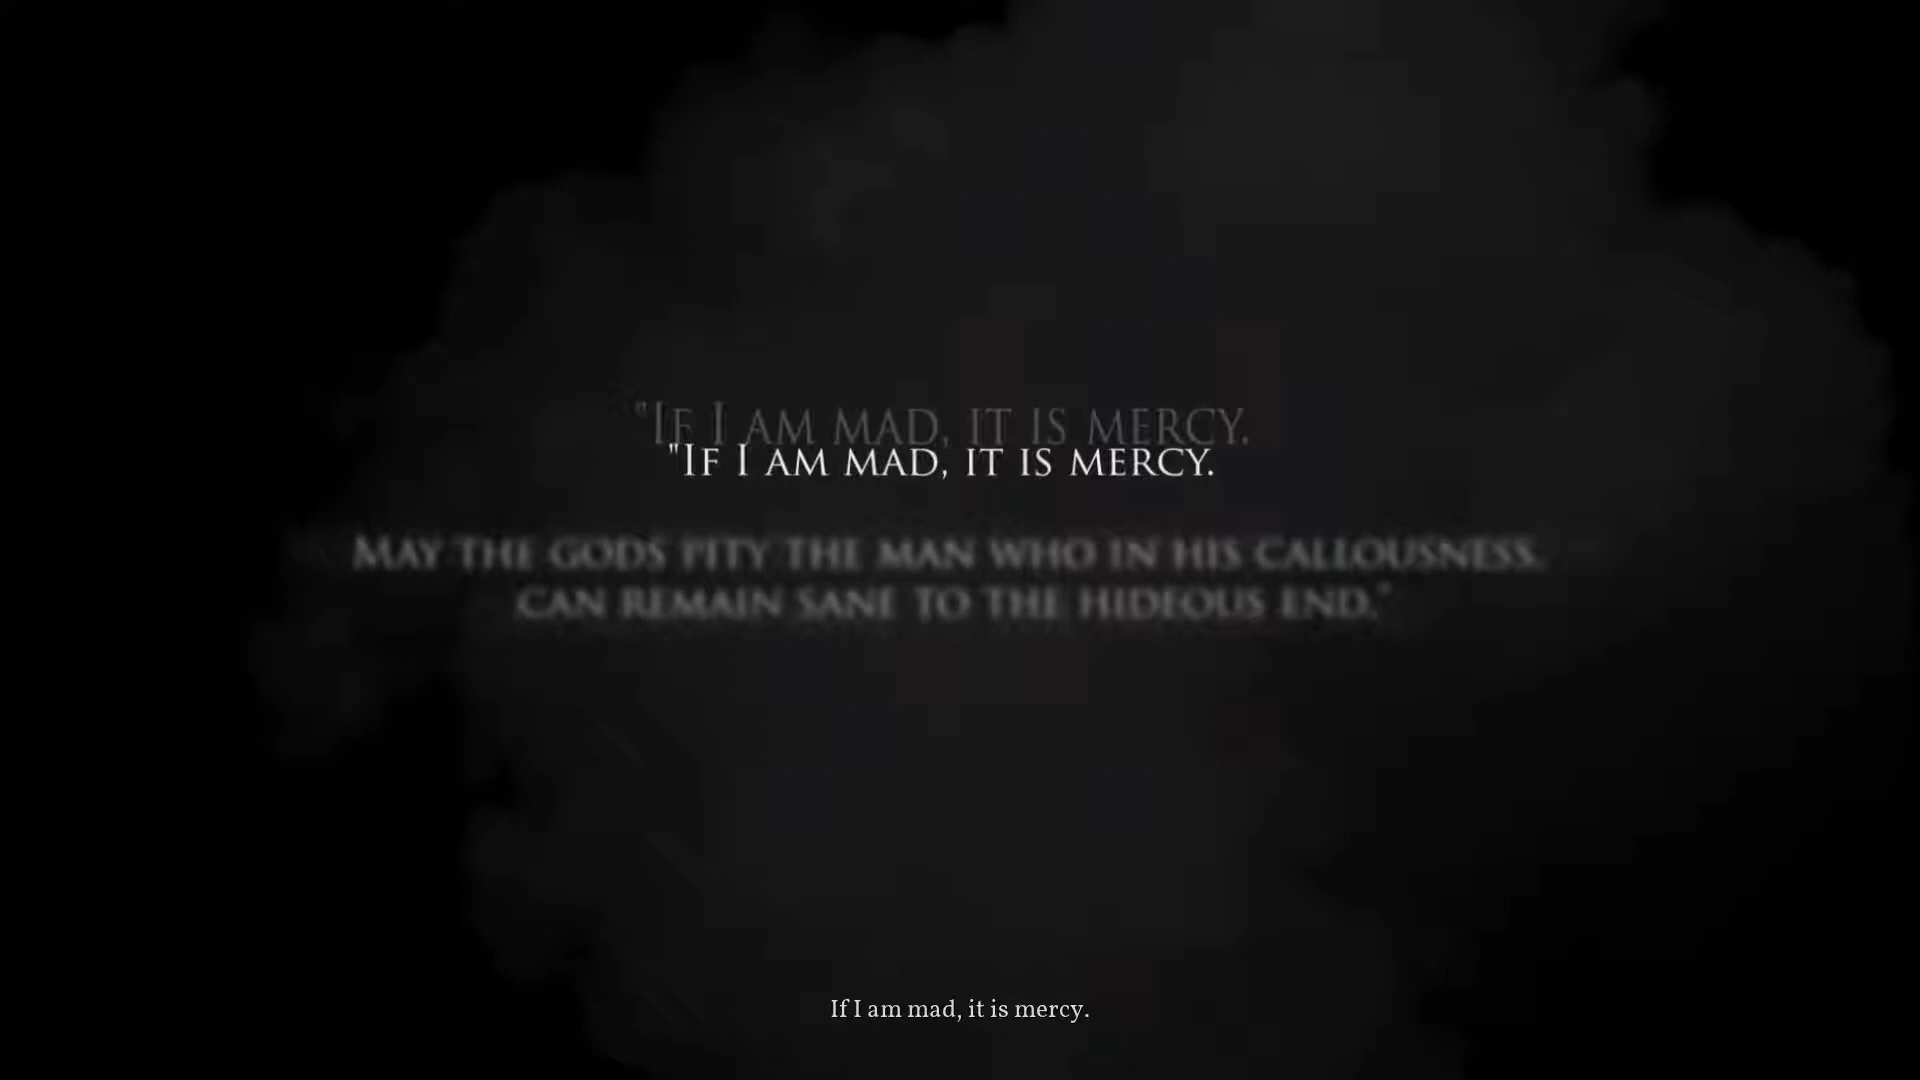 "If I am mad, it is mercy.
"If I am mad, it is mercy.
May the gods pity the man who in his callousness,
can remain sane to the hideous end."
If I am mad, it is mercy.